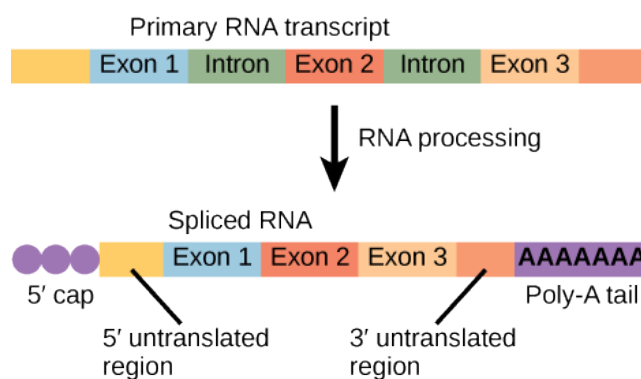 Primary RNA transcript
Exon 1 Intron Exon 2 Intron Exon 3
RNA processing
Spliced RNA
Exon 1 Exon 2 Exon 3 AAAAAAA
5′ cap
Poly-A tail
5′ untranslated
region
3′ untranslated
region